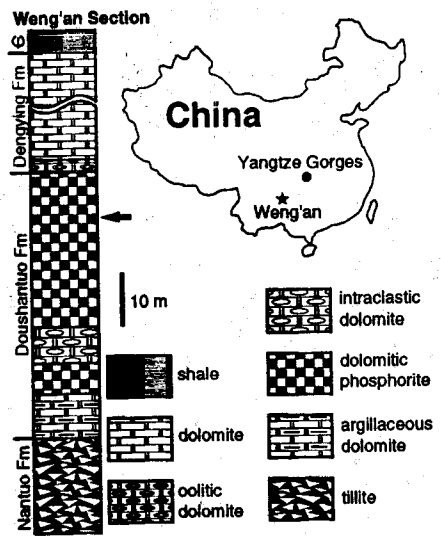 Weng'an Section
Є
Dengying Fm
Doushantuo Fm
Nantuo Fm
China
Yangtze Gorges
Weng'an
10 m
shale
dolomite
oolitic
dolomite
intraclastic
dolomite
dolomitic
phosphorite
argillaceous
dolomite
tillite